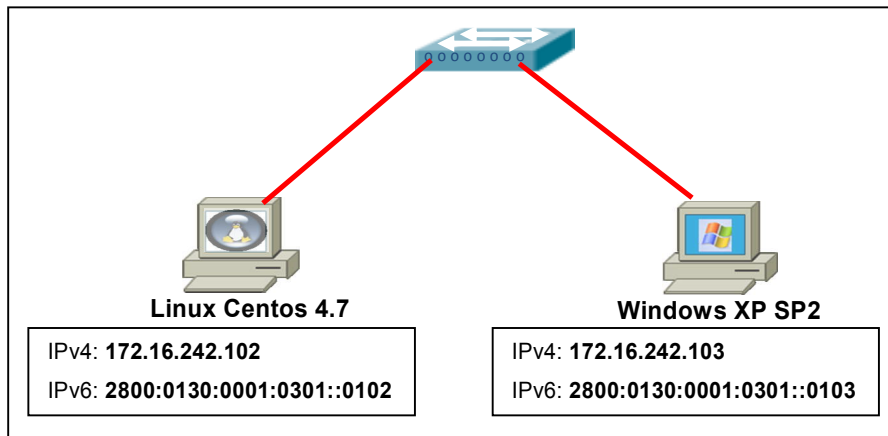 Linux Centos 4.7
Windows XP SP2
IPv4: 172.16.242.102
IPv6: 2800:0130:0001:0301::0102
IPv4: 172.16.242.103
IPv6: 2800:0130:0001:0301::0103